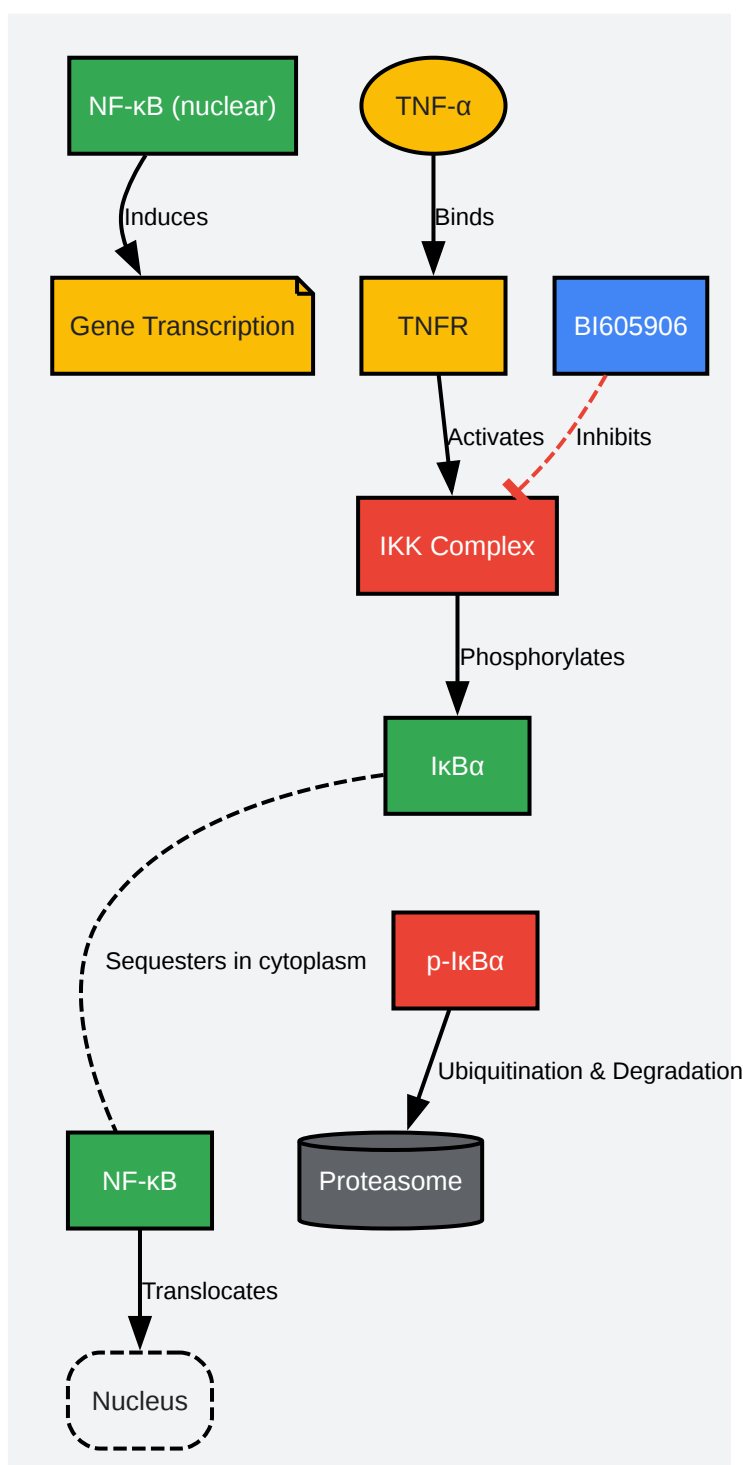 NF-κB (nuclear)
TNF-α
Induces
Binds
Gene Transcription
TNFR
BI605906
Activates
Inhibits
IKK Complex
Phosphorylates
IκBα
Sequesters in cytoplasm
p-IκBα
Ubiquitination & Degradation
NF-κB
Proteasome
Translocates
Nucleus